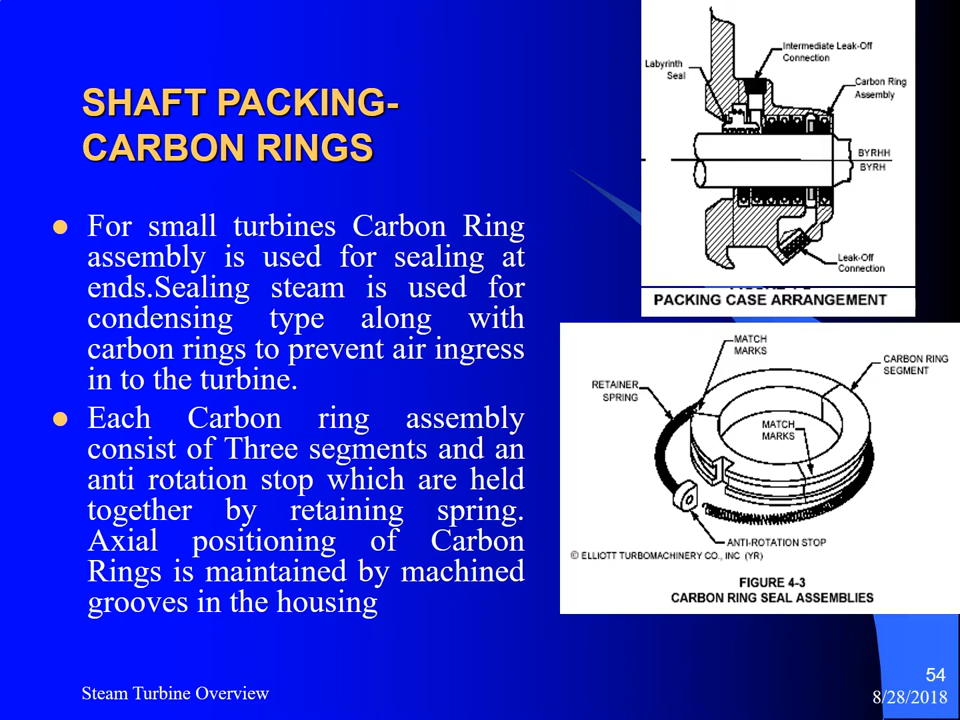 SHAFT PACKING-
CARBON RINGS
For small turbines Carbon Ring
assembly is used for sealing at
ends.Sealing steam is used for
condensing type along with
carbon rings to prevent air ingress
in to the turbine.
Each Carbon ring assembly
consist of Three segments and an
anti rotation stop which are held
together by retaining spring.
Axial positioning of Carbon
Rings is maintained by machined
grooves in the housing
Intermediate Leak-Off
Connection
Labyrinth
Seal
Carbon Ring
Assembly
BYRHH
BYRH
Leak-Off
Connection
PACKING CASE ARRANGEMENT
MATCH
MARKS
CARBON RING
SEGMENT
RETAINER
SPRING
MATCH
MARKS
ANTI-ROTATION STOP
© ELLIOTT TURBOMACHINERY CO., INC (YR)
FIGURE 4-3
CARBON RING SEAL ASSEMBLIES
Steam Turbine Overview
54
8/28/2018